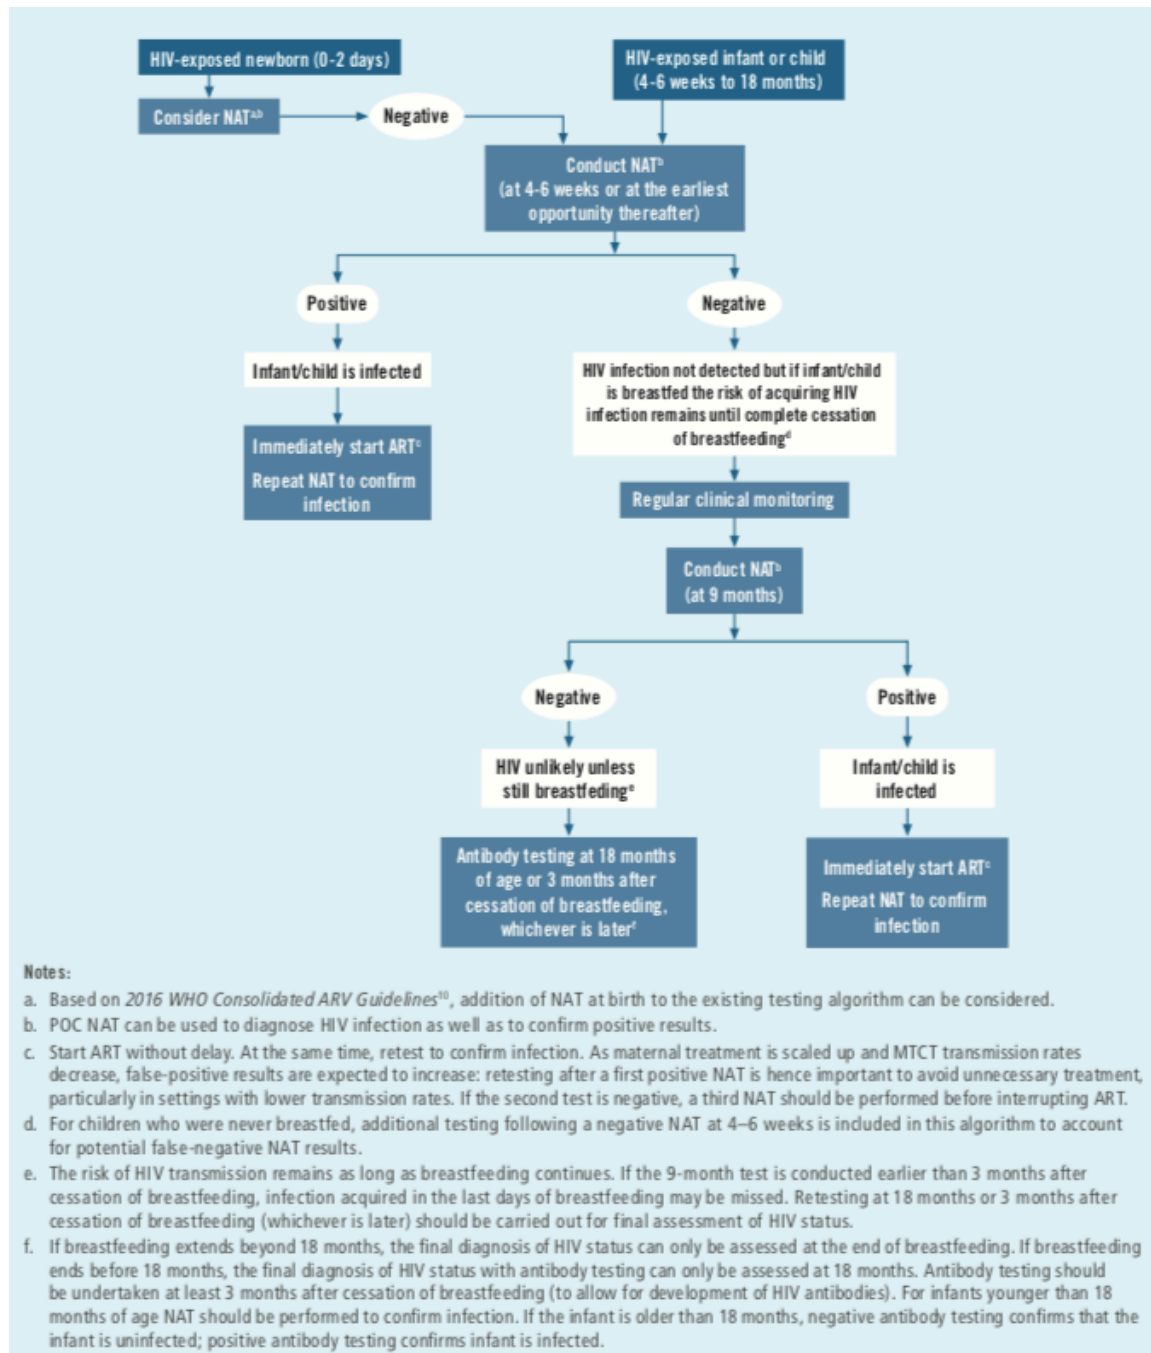 HIV-exposed newborn (0-2 days)
HIV-exposed infant or child
(4-6 weeks to 18 months)
Consider NATa,b
Negative
Conduct NATb
(at 4-6 weeks or at the earliest
opportunity thereafter)
Positive
Negative
Infant/child is infected
HIV infection not detected but if infant/child
is breastfed the risk of acquiring HIV
infection remains until complete cessation
of breastfeedingd
Immediately start ARTc
Repeat NAT to confirm
infection
Regular clinical monitoring
Conduct NATb
(at 9 months)
Negative
Positive
HIV unlikely unless
still breastfedinge
Infant/child is
infected
Antibody testing at 18 months
of age or 3 months after
cessation of breastfeeding,
whichever is laterf
Immediately start ARTc
Repeat NAT to confirm
infection
Notes:
a. Based on 2016 WHO Consolidated ARV Guidelines10, addition of NAT at birth to the existing testing algorithm can be considered.
b. POC NAT can be used to diagnose HIV infection as well as to confirm positive results.
c. Start ART without delay. At the same time, retest to confirm infection. As maternal treatment is scaled up and MTCT transmission rates
decrease, false-positive results are expected to increase: retesting after a first positive NAT is hence important to avoid unnecessary treatment,
particularly in settings with lower transmission rates. If the second test is negative, a third NAT should be performed before interrupting ART.
d. For children who were never breastfed, additional testing following a negative NAT at 4–6 weeks is included in this algorithm to account
for potential false-negative NAT results.
e. The risk of HIV transmission remains as long as breastfeeding continues. If the 9-month test is conducted earlier than 3 months after
cessation of breastfeeding, infection acquired in the last days of breastfeeding may be missed. Retesting at 18 months or 3 months after
cessation of breastfeeding (whichever is later) should be carried out for final assessment of HIV status.
f. If breastfeeding extends beyond 18 months, the final diagnosis of HIV status can only be assessed at the end of breastfeeding. If breastfeeding
ends before 18 months, the final diagnosis of HIV status with antibody testing can only be assessed at 18 months. Antibody testing should
be undertaken at least 3 months after cessation of breastfeeding (to allow for development of HIV antibodies). For infants younger than 18
months of age NAT should be performed to confirm infection. If the infant is older than 18 months, negative antibody testing confirms that the
infant is uninfected; positive antibody testing confirms infant is infected.